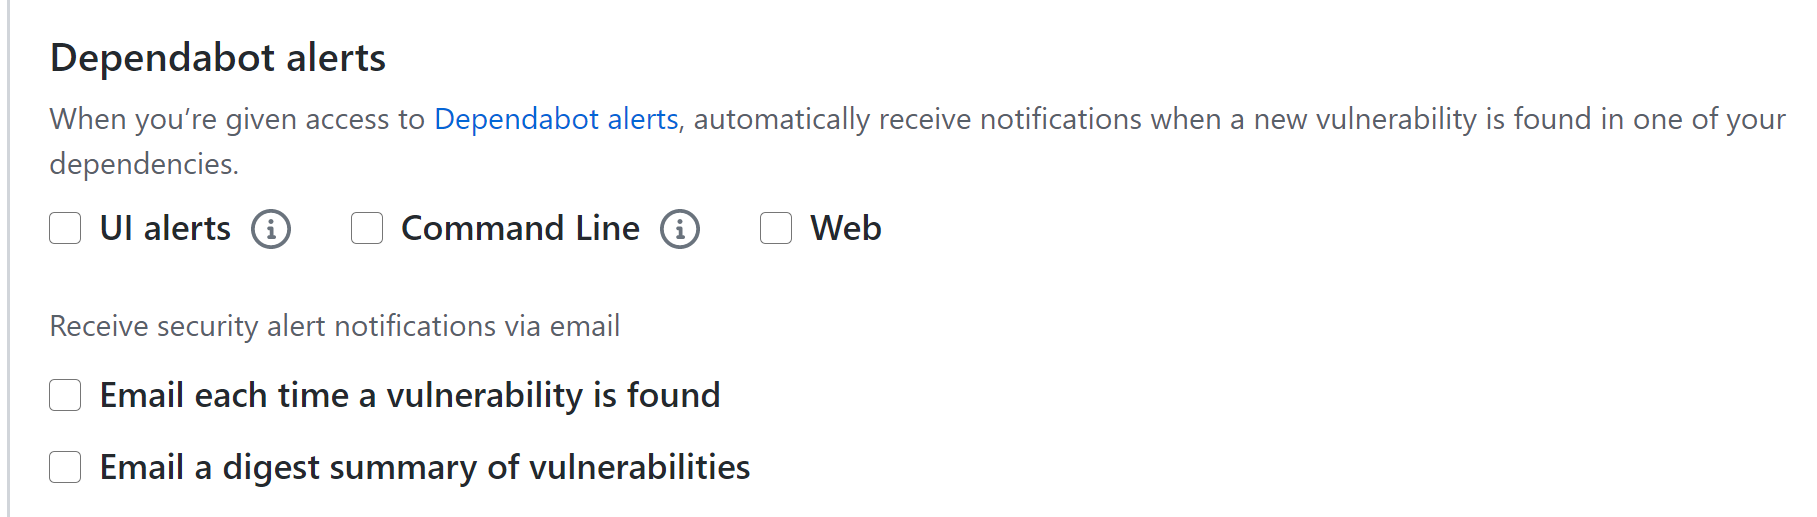 Dependabot alerts
When you’re given access to Dependabot alerts, automatically receive notifications when a new vulnerability is found in one of your
dependencies.
UI alerts Command Line Web
Receive security alert notifications via email
Email each time a vulnerability is found
Email a digest summary of vulnerabilities